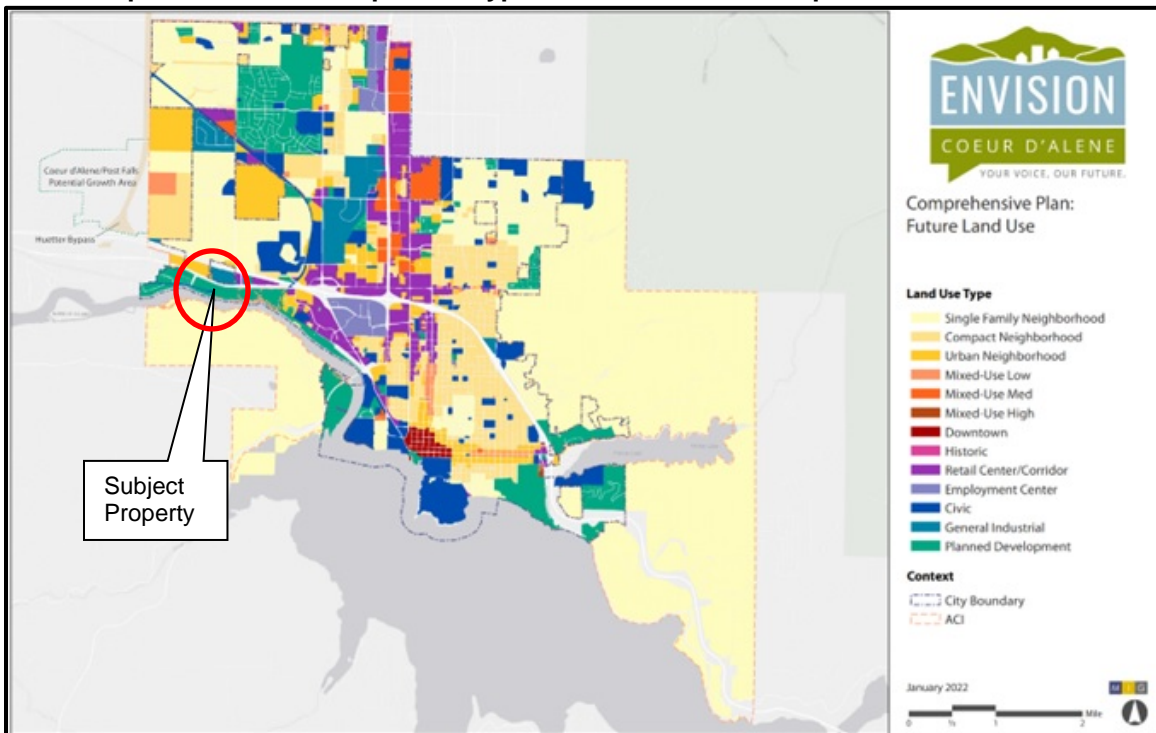 Coeur d'Alene/Post Falls
Potential Growth Area
Huetter Bypass
Subject
Property
ENVISION
COEUR D'ALENE
YOUR VOICE, OUR FUTURE.
Comprehensive Plan:
Future Land Use
Land Use Type
Single Family Neighborhood
Compact Neighborhood
Urban Neighborhood
Mixed-Use Low
Mixed-Use Med
Mixed-Use High
Downtown
Historic
Retail Center/Corridor
Employment Center
Civic
General Industrial
Planned Development
Context
City Boundary
ACI
January 2022
M I G
0 ½ 1 2 Mile